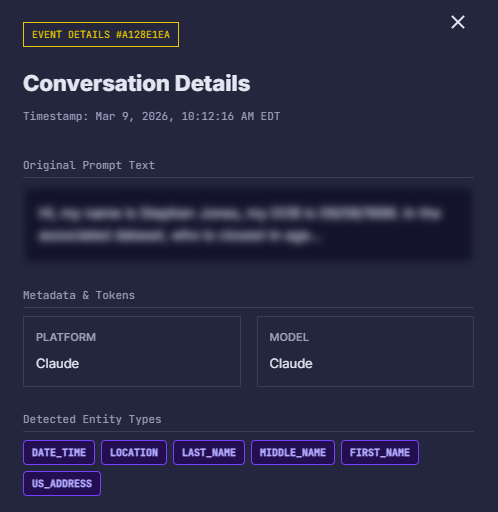 EVENT DETAILS #A128E1EA
Conversation Details
Timestamp: Mar 9, 2026, 10:12:16 AM EDT
Original Prompt Text
Metadata & Tokens
PLATFORM MODEL
Claude Claude
Detected Entity Types
DATE_TIME LOCATION LAST_NAME MIDDLE_NAME FIRST_NAME
US_ADDRESS